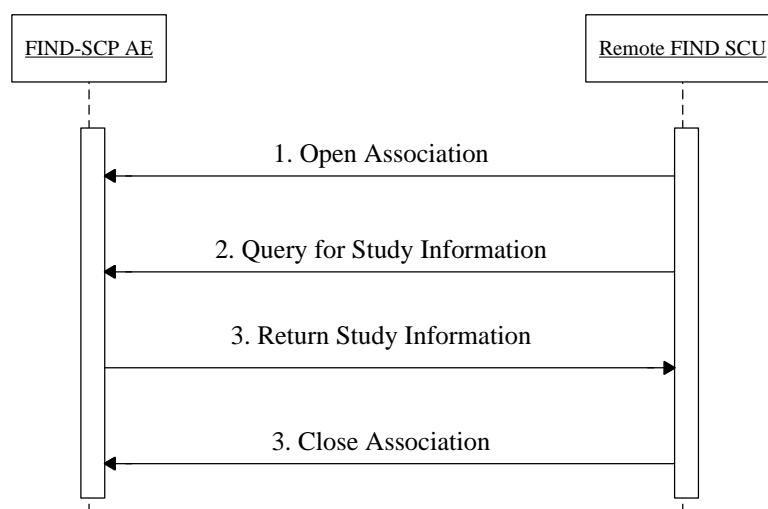 FIND-SCP AE
Remote FIND SCU
1. Open Association
2. Query for Study Information
3. Return Study Information
3. Close Association